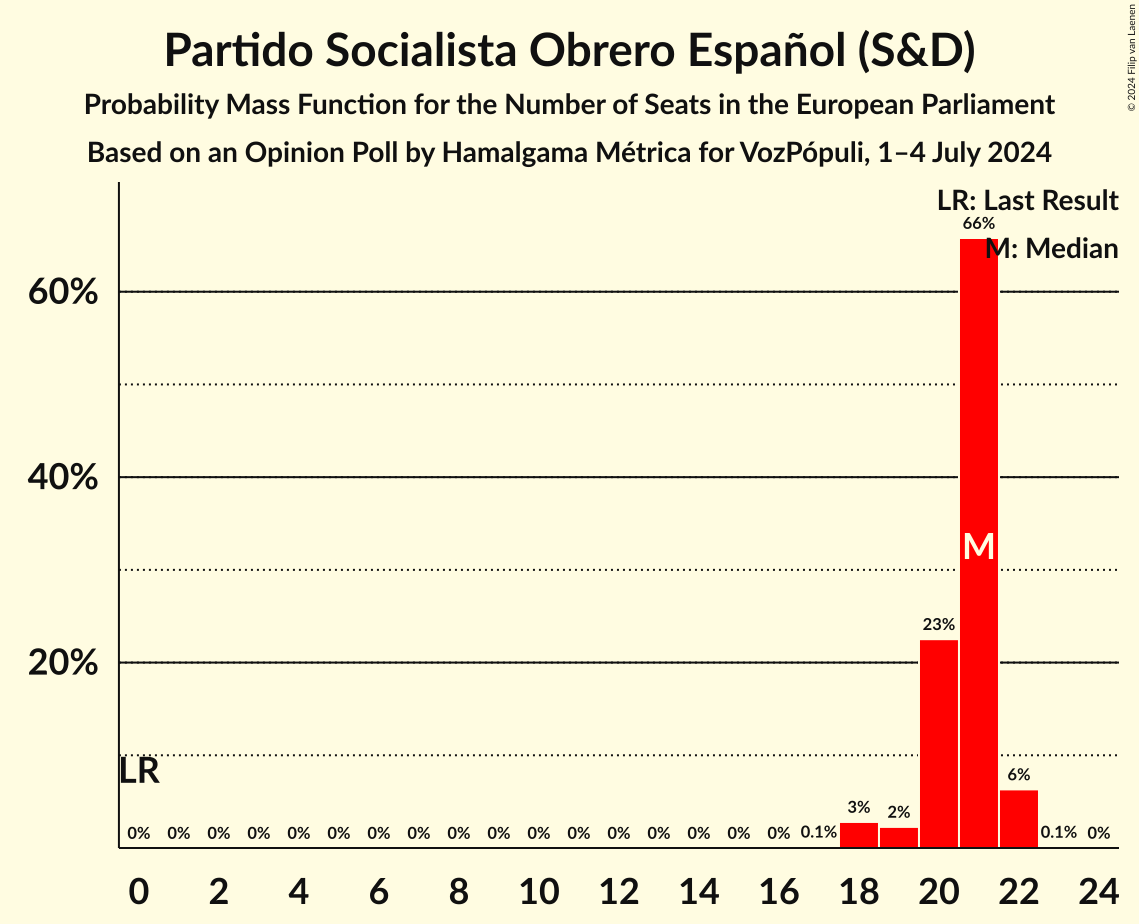 Partido Socialista Obrero Español (S&D)
Probability Mass Function for the Number of Seats in the European Parliament
Based on an Opinion Poll by Hamalgama Métrica for VozPópuli, 1–4 July 2024
© 2024 Filip van Laenen
LR: Last Result
66%
M: Median
60%
40%
M
23%
20%
LR
6%
3%
2%
0% 0% 0% 0% 0% 0% 0% 0% 0% 0% 0% 0% 0% 0% 0% 0% 0% 0.1% 0.1% 0%
0 2 4 6 8 10 12 14 16 18 20 22 24